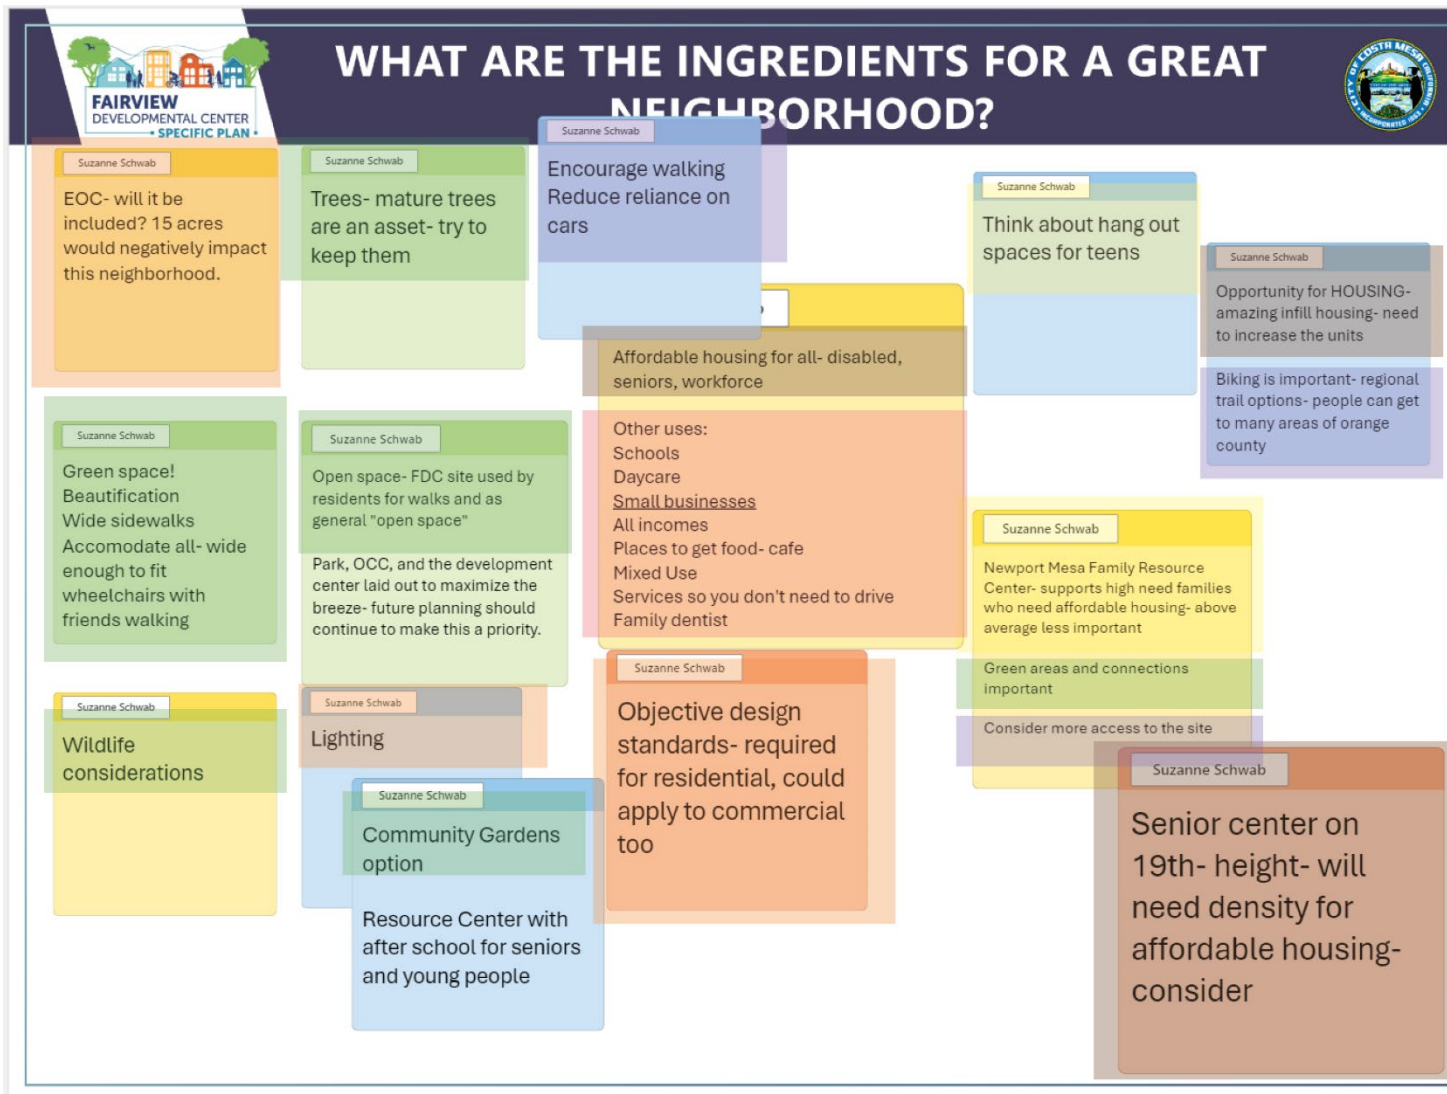 FAIRVIEW
DEVELOPMENTAL CENTER
• SPECIFIC PLAN •
WHAT ARE THE INGREDIENTS FOR A GREAT
NEIGHBORHOOD?
CITY OF COSTA MESA CALIFORNIA
INCORPORATED 1953
Suzanne Schwab
EOC- will it be
included? 15 acres
would negatively impact
this neighborhood.
Suzanne Schwab
Trees- mature trees
are an asset- try to
keep them
Suzanne Schwab
Encourage walking
Reduce reliance on
cars
Suzanne Schwab
Think about hang out
spaces for teens
Suzanne Schwab
Opportunity for HOUSING-
amazing infill housing- need
to increase the units
Biking is important- regional
trail options- people can get
to many areas of orange
county
Affordable housing for all- disabled,
seniors, workforce
Other uses:
Schools
Daycare
Small businesses
All incomes
Places to get food- cafe
Mixed Use
Services so you don't need to drive
Family dentist
Suzanne Schwab
Green space!
Beautification
Wide sidewalks
Accomodate all- wide
enough to fit
wheelchairs with
friends walking
Suzanne Schwab
Open space- FDC site used by
residents for walks and as
general "open space"
Park, OCC, and the development
center laid out to maximize the
breeze- future planning should
continue to make this a priority.
Suzanne Schwab
Newport Mesa Family Resource
Center- supports high need families
who need affordable housing- above
average less important
Green areas and connections
important
Consider more access to the site
Suzanne Schwab
Wildlife
considerations
Suzanne Schwab
Lighting
Suzanne Schwab
Community Gardens
option
Resource Center with
after school for seniors
and young people
Suzanne Schwab
Objective design
standards- required
for residential, could
apply to commercial
too
Suzanne Schwab
Senior center on
19th- height- will
need density for
affordable housing-
consider